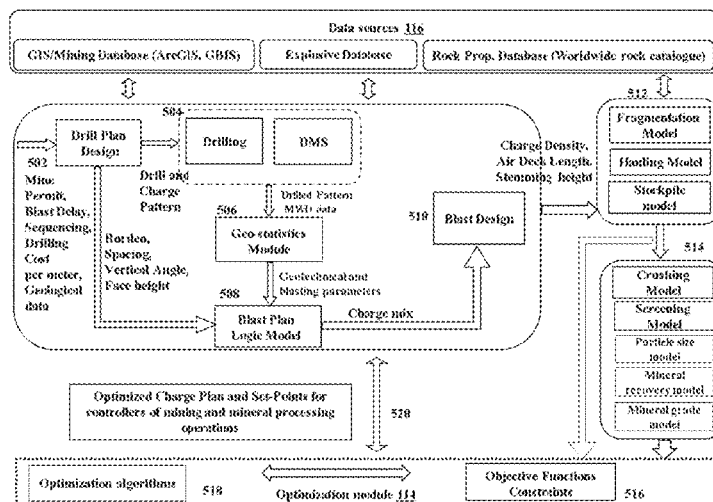 Data sources 116
GIS/Mining Database (ArcGIS, GBIS)
Explosive Database
Rock Prop. Database (Worldwide rock catalogue)
504
512
Drill Plan
Design
Drilling
DMS
Fragmentation
Model
Hauling Model
Stockpile
model
502
Mine
Permit,
Blast Delay,
Sequencing,
Drilling
Cost
per meter,
Geological
data
Drill and
Charge
Pattern
Burden,
Spacing,
Vertical Angle,
Face height
Drilled Pattern
MWD data
506
Geo-statistics
Module
Geotechnical and
blasting parameters
508
Blast Plan
Logic Model
Charge mix
510
Blast Design
Charge Density,
Air Deck Length,
Stemming height
514
Crushing
Model
Screening
Model
Particle size
model
Mineral
recovery model
Mineral grade
model
Optimized Charge Plan and Set-Points for
controllers of mining and mineral processing
operations
520
Optimization algorithms
518
Optimization module 114
Objective Functions
Constraints
516